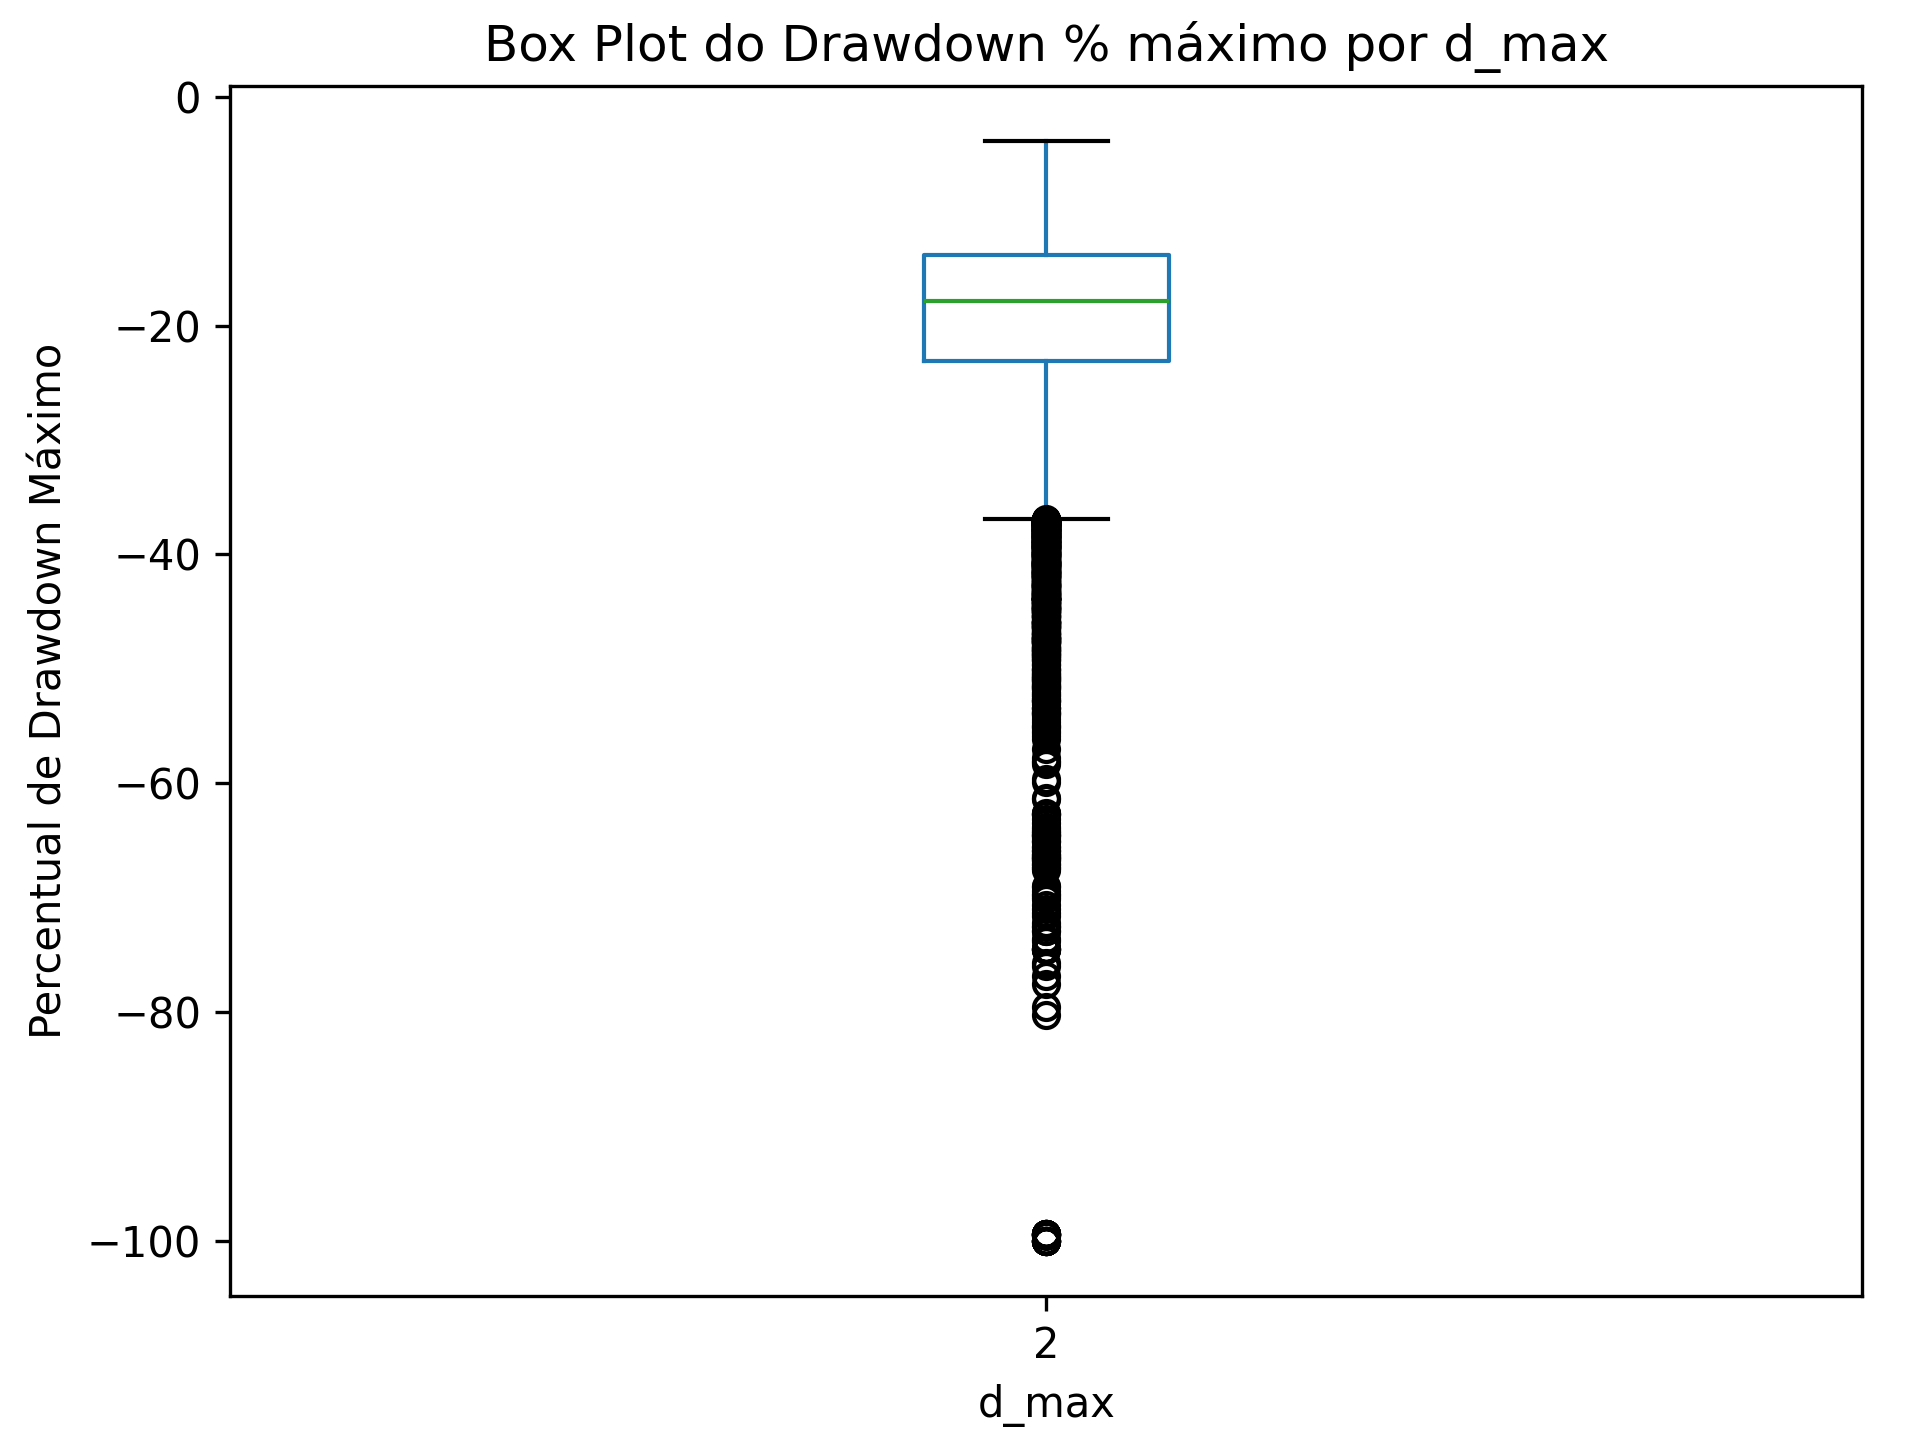 Box Plot do Drawdown % máximo por d_max
0
−20
−40
−60
−80
−100
Percentual de Drawdown Máximo
2
d_max